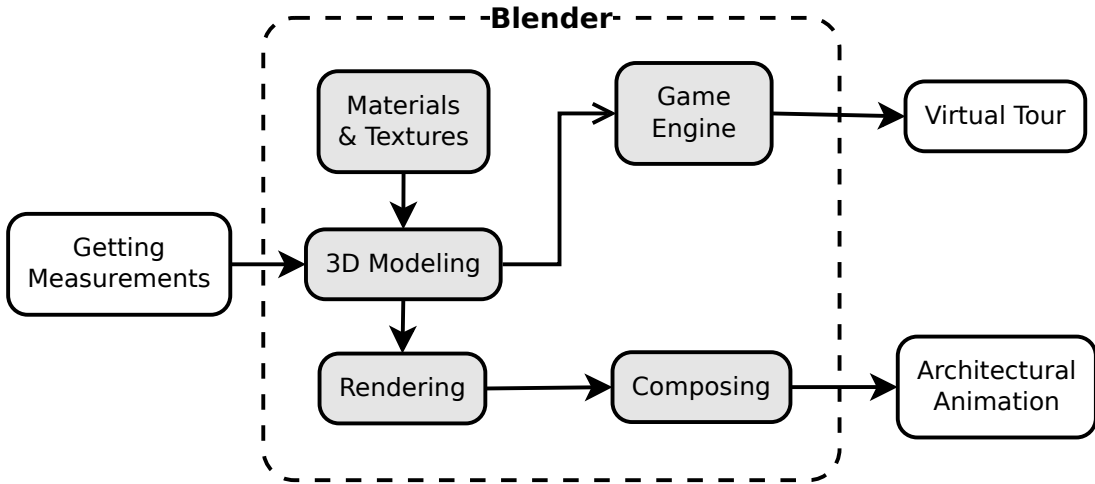 Blender
Materials
& Textures
Game
Engine
Virtual Tour
Getting
Measurements
3D Modeling
Rendering
Composing
Architectural
Animation